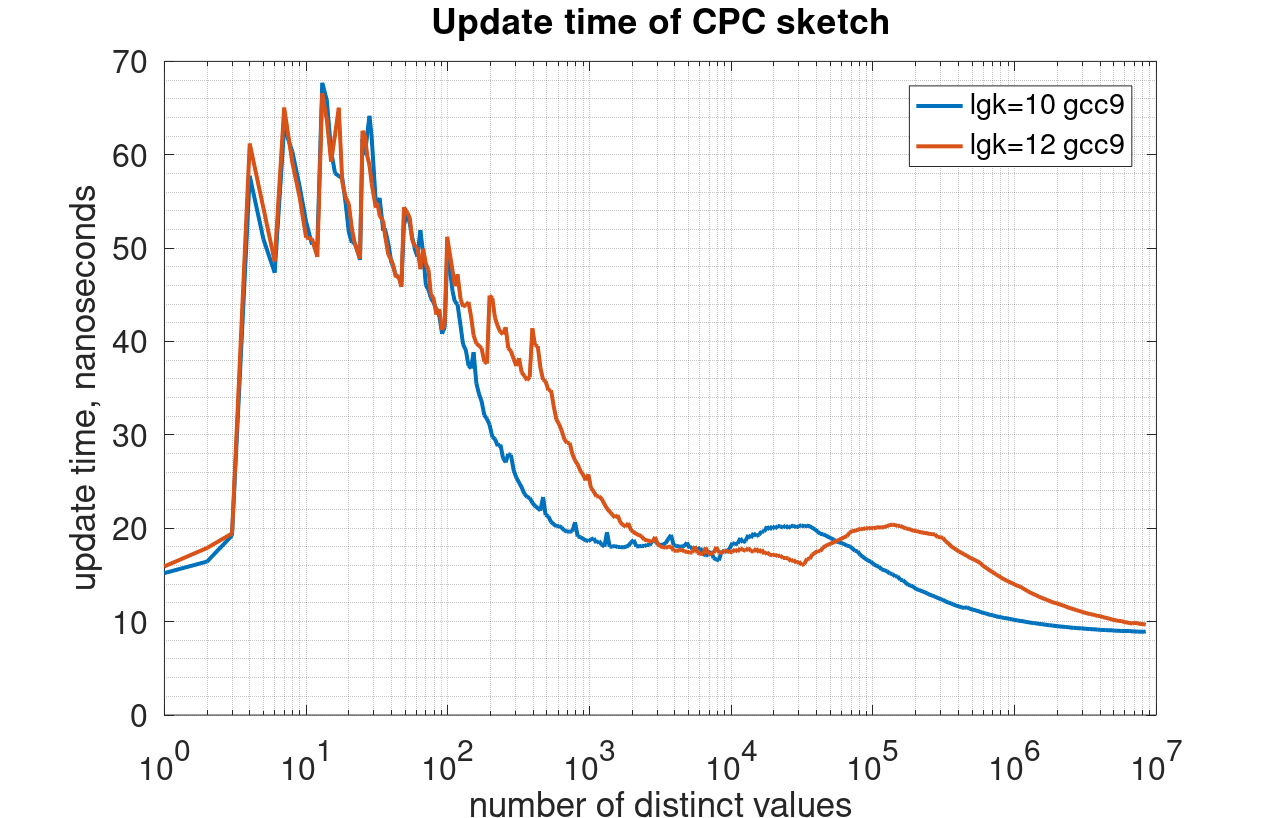 Update time of CPC sketch
lgk=10 gcc9
lgk=12 gcc9
update time, nanoseconds
70
60
50
40
30
20
10
0
10^0 10^1 10^2 10^3 10^4 10^5 10^6 10^7
number of distinct values